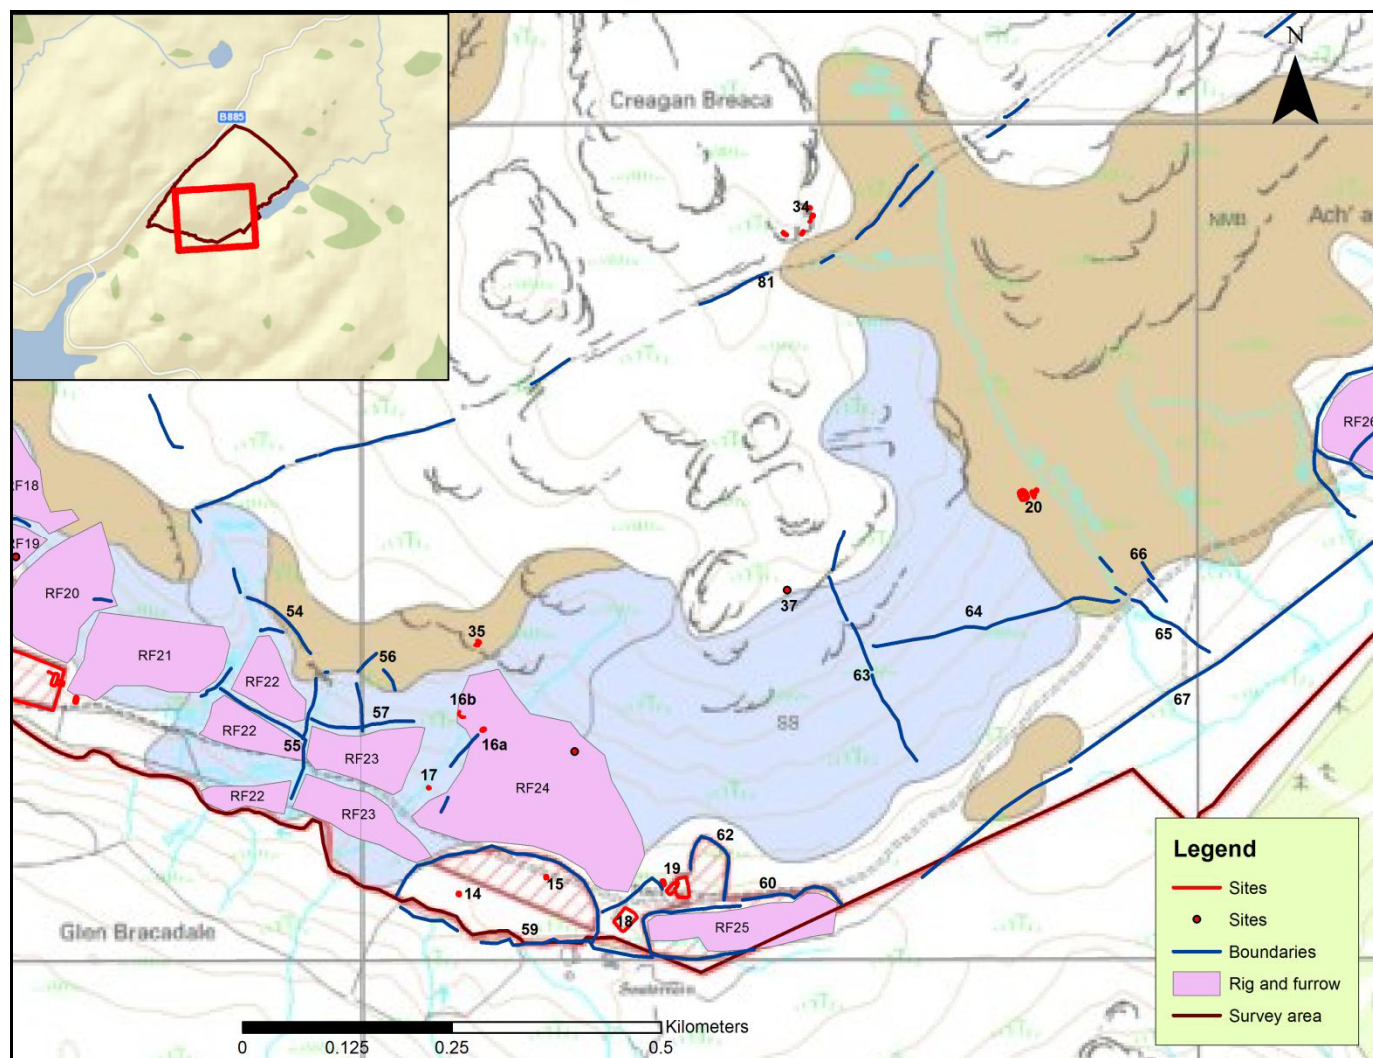 B885
Creagan Breaca
N
34
NMB
Ach' a
81
RF26
RF18
20
RF19
66
RF20
54
37
64
65
35
RF21
56
RF22
63
67
16b
57
SS
RF22
55
16a
RF23
17
RF24
RF22
RF23
62
19
60
14
15
18
59
RF25
Glen Bracadale
Souterrain
Legend
Sites
Sites
Boundaries
Rig and furrow
Survey area
Kilometers
0 0.125 0.25 0.5